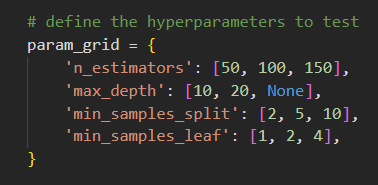 # define the hyperparameters to test
param_grid = {
    'n_estimators': [50, 100, 150],
    'max_depth': [10, 20, None],
    'min_samples_split': [2, 5, 10],
    'min_samples_leaf': [1, 2, 4],
}